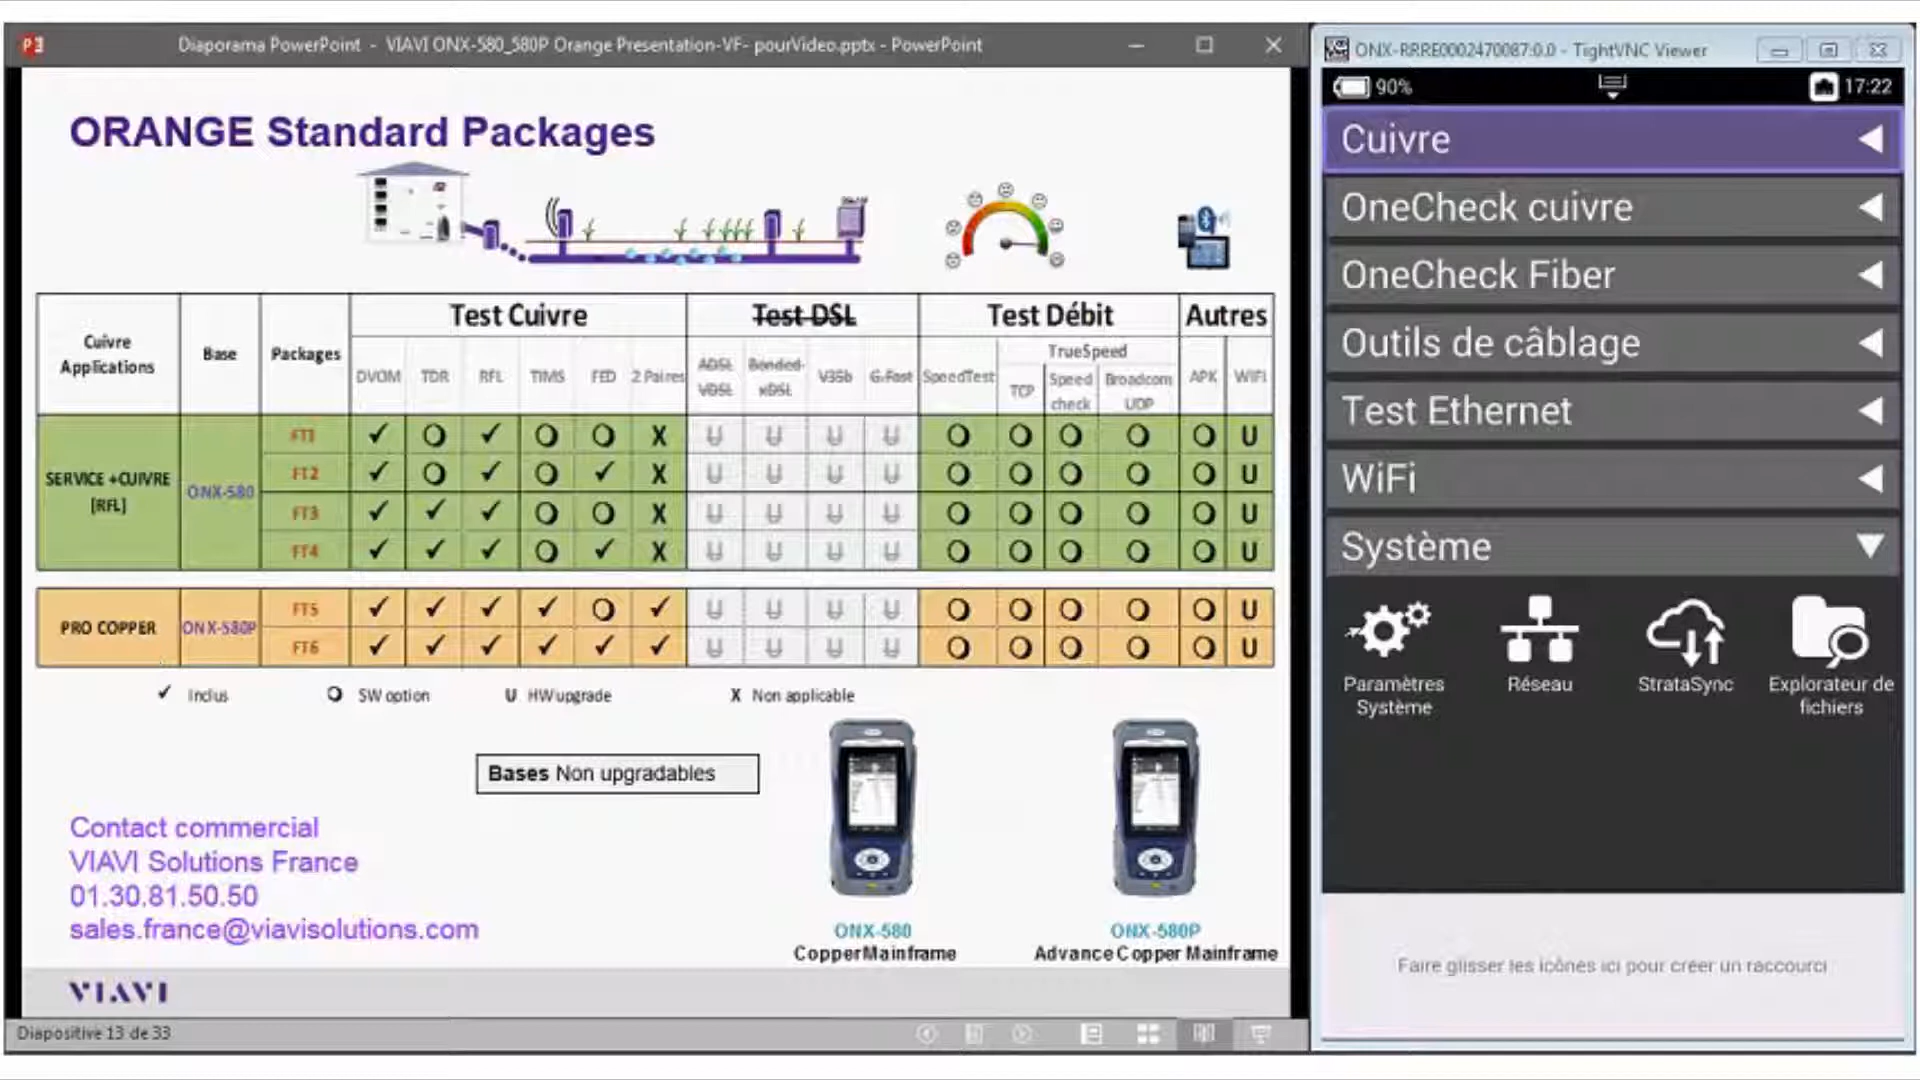 Diaporama PowerPoint - VIAVI ONX-580_580P Orange Presentation-VF- pourVideo.pptx - PowerPoint
ORANGE Standard Packages
Cuivre Applications Base Packages Test Cuivre Test DSL Test Débit Autres
DVOM TDR RFL TIMS FED 2 Paires ADSL VDSL Bonded-xDSL V35b G.Fast SpeedTest TrueSpeed TCP Speed check Broadcom UDP APK WIFI
SERVICE +CUIVRE [RFL] ONX-580
FT1 ✓ O ✓ O O X U U U U O O O O O U
FT2 ✓ O ✓ O ✓ X U U U U O O O O O U
FT3 ✓ ✓ ✓ O O X U U U U O O O O O U
FT4 ✓ ✓ ✓ O ✓ X U U U U O O O O O U
PRO COPPER ONX-580P
FT5 ✓ ✓ ✓ ✓ O ✓ U U U U O O O O O U
FT6 ✓ ✓ ✓ ✓ ✓ ✓ U U U U O O O O O U
✓ Inclus O SW option U HW upgrade X Non applicable
Bases Non upgradables
Contact commercial
VIAVI Solutions France
01.30.81.50.50
sales.france@viavisolutions.com
ONX-580
Copper Mainframe
ONX-580P
Advance Copper Mainframe
VIAVI
Diapositive 13 de 33
ONX-RRRE0002470087:0.0 - TightVNC Viewer
90%
17:22
Cuivre
OneCheck cuivre
OneCheck Fiber
Outils de câblage
Test Ethernet
WiFi
Système
Paramètres Système
Réseau
StrataSync
Explorateur de fichiers
Faire glisser les icônes ici pour créer un raccourci